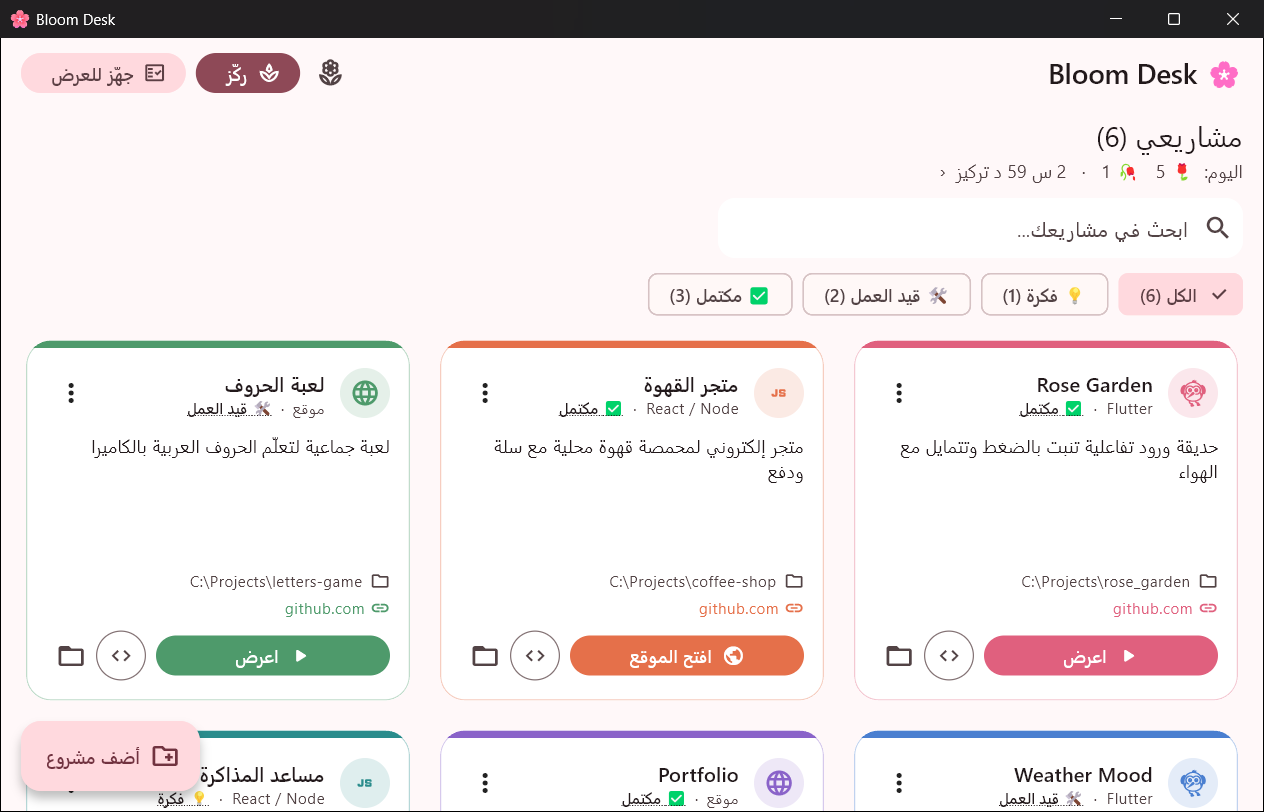 Bloom Desk
Bloom Desk
ركّز
جهّز للعرض
مشاريعي (6)
اليوم: 🌷 5 🥀 1 · 2 س 59 د تركيز ‹
ابحث في مشاريعك...
الكل (6)
💡 فكرة (1)
🛠️ قيد العمل (2)
✅ مكتمل (3)
Rose Garden
Flutter · ✅ مكتمل
حديقة ورود تفاعلية تنبت بالضغط وتتمايل مع
الهواء
C:\Projects\rose_garden
github.com
اعرض
متجر القهوة
JS
React / Node · ✅ مكتمل
متجر إلكتروني لمحمصة قهوة محلية مع سلة
ودفع
C:\Projects\coffee-shop
github.com
افتح الموقع
لعبة الحروف
موقع · 🛠️ قيد العمل
لعبة جماعية لتعلّم الحروف العربية بالكاميرا
C:\Projects\letters-game
github.com
اعرض
Weather Mood
Flutter · 🛠️ قيد العمل
Portfolio
موقع · ✅ مكتمل
مساعد المذاكرة
JS
React / Node · 💡 فكرة
أضف مشروع